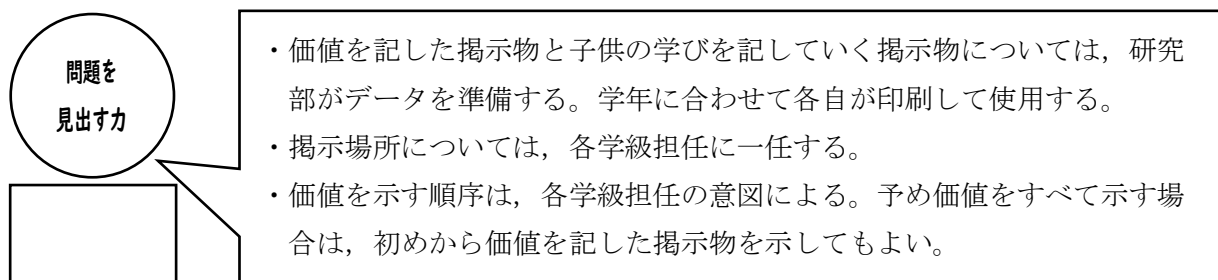 問題を
見出す力
・価値を記した掲示物と子供の学びを記していく掲示物については，研究
部がデータを準備する。学年に合わせて各自が印刷して使用する。
・掲示場所については，各学級担任に一任する。
・価値を示す順序は，各学級担任の意図による。予め価値をすべて示す場
合は，初めから価値を記した掲示物を示してもよい。